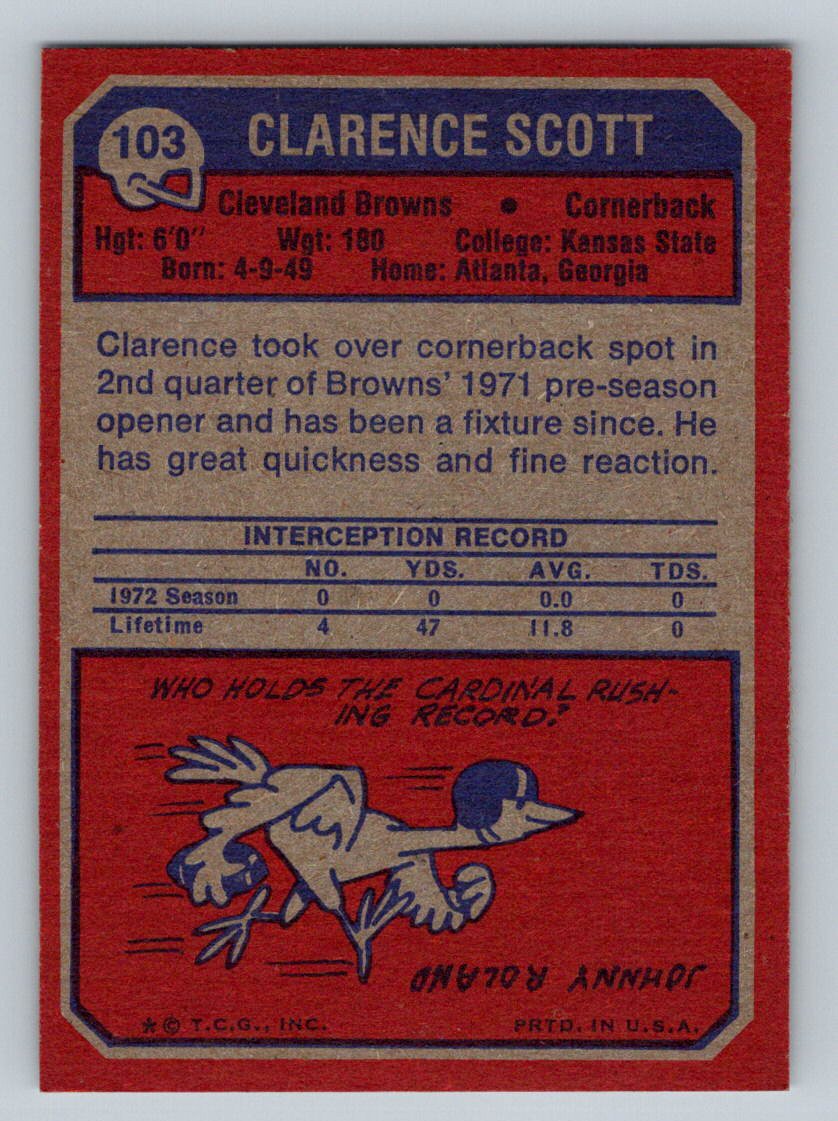 103
CLARENCE SCOTT
Cleveland Browns • Cornerback
Hgt: 6'0" Wgt: 180 College: Kansas State
Born: 4-9-49 Home: Atlanta, Georgia
Clarence took over cornerback spot in
2nd quarter of Browns' 1971 pre-season
opener and has been a fixture since. He
has great quickness and fine reaction.
INTERCEPTION RECORD
NO. YDS. AVG. TDS.
1972 Season 0 0 0.0 0
Lifetime 4 47 11.8 0
WHO HOLDS THE CARDINAL RUSH-
ING RECORD?
JOHNNY ROLAND
* © T.C.G., INC. PRTD. IN U.S.A.